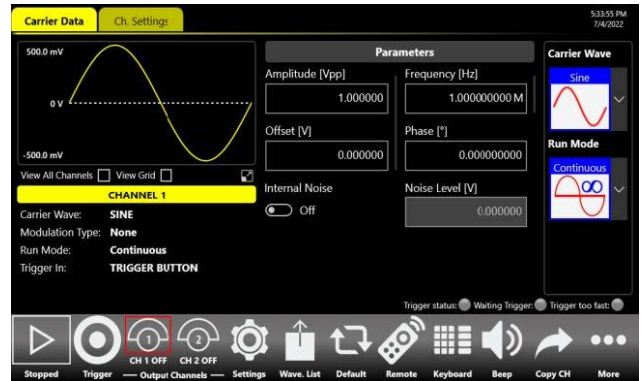 Carrier Data
Ch. Settings
5:33:55 PM
7/4/2022
500.0 mV
0 V
-500.0 mV
View All Channels
View Grid
CHANNEL 1
Carrier Wave: SINE
Modulation Type: None
Run Mode: Continuous
Trigger In: TRIGGER BUTTON
Parameters
Amplitude [Vpp]
1.000000
Frequency [Hz]
1.000000000 M
Offset [V]
0.000000
Phase [°]
0.000000000
Internal Noise
Off
Noise Level [V]
0.000000
Carrier Wave
Sine
Run Mode
Continuous
Trigger status:
Waiting Trigger:
Trigger too fast:
1
2
CH 1 OFF
CH 2 OFF
Stopped
Trigger
Output Channels
Settings
Wave. List
Default
Remote
Keyboard
Beep
Copy CH
More